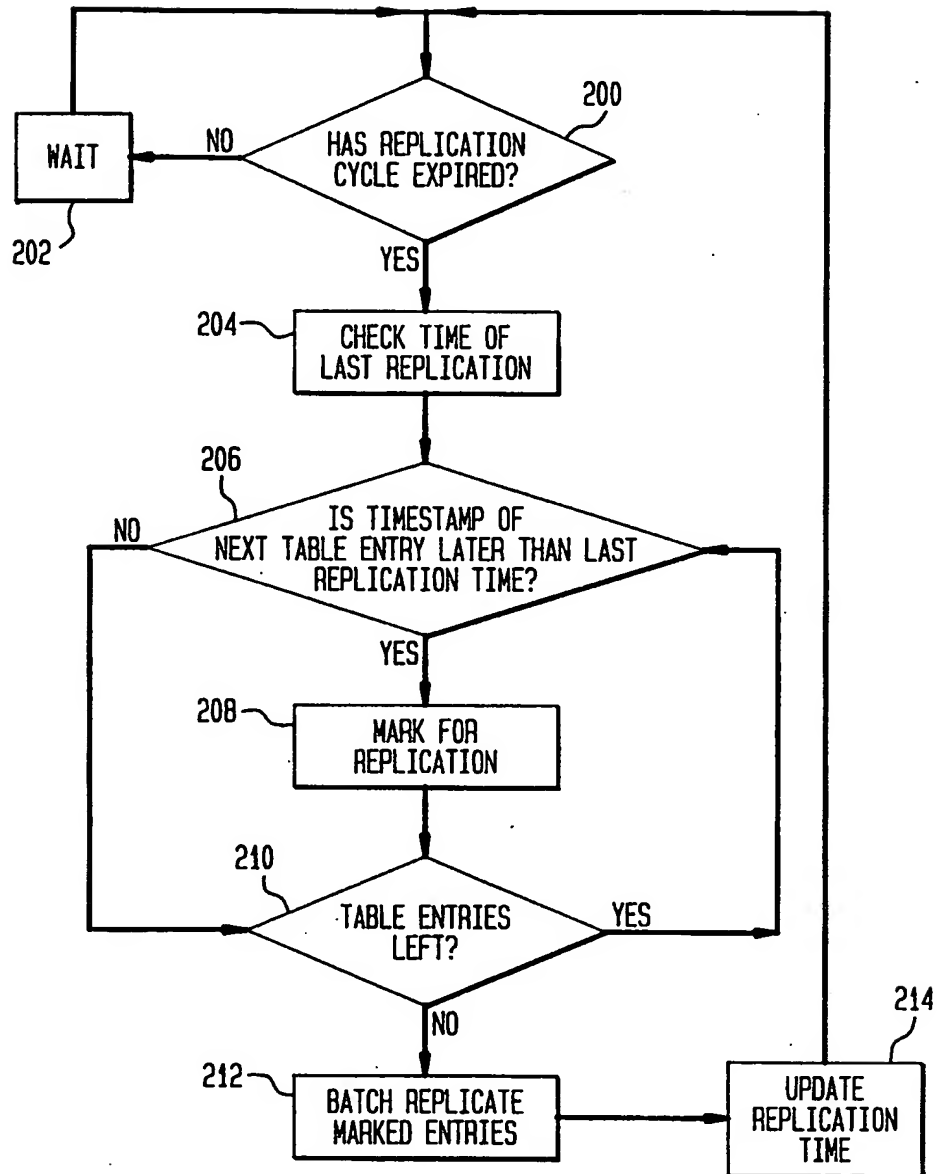 200
HAS REPLICATION
CYCLE EXPIRED?
NO
WAIT
202
YES
204
CHECK TIME OF
LAST REPLICATION
206
IS TIMESTAMP OF
NEXT TABLE ENTRY LATER THAN LAST
REPLICATION TIME?
NO
YES
208
MARK FOR
REPLICATION
210
TABLE ENTRIES
LEFT?
YES
NO
212
BATCH REPLICATE
MARKED ENTRIES
214
UPDATE
REPLICATION
TIME